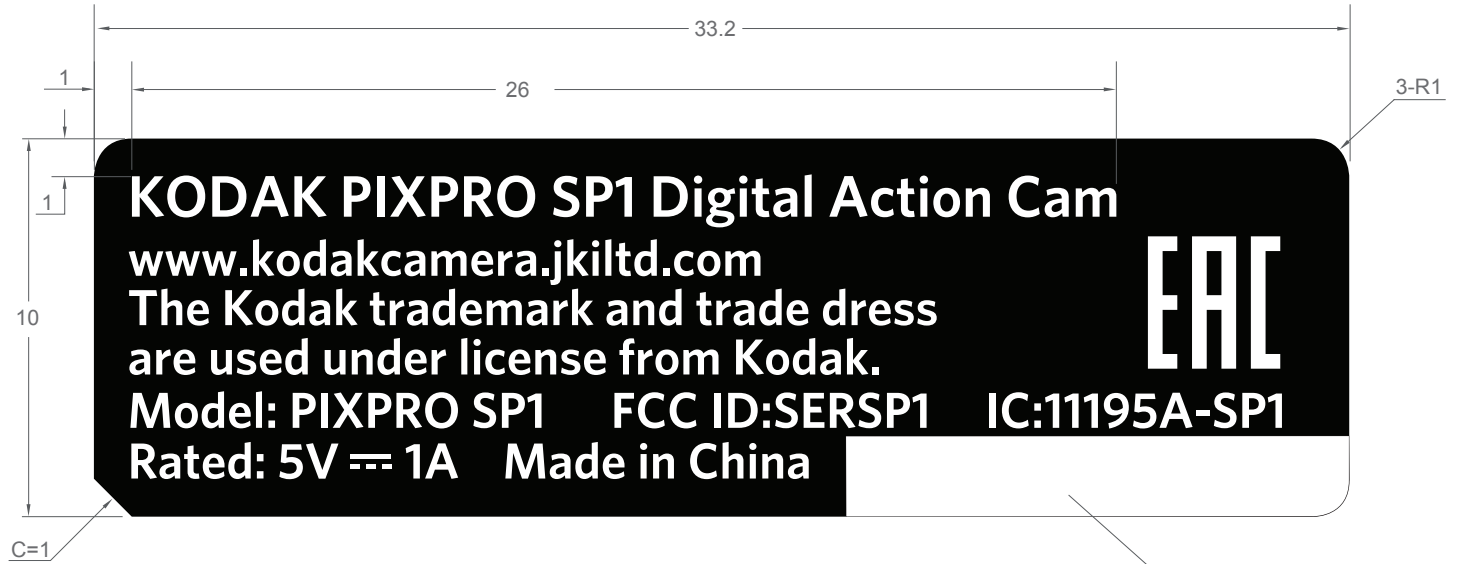 33.2
1
26
3-R1
1
10
KODAK PIXPRO SP1 Digital Action Cam
www.kodakcamera.jkiltd.com
The Kodak trademark and trade dress
are used under license from Kodak.
EAC
Model: PIXPRO SP1 FCC ID:SERSP1 IC:11195A-SP1
Rated: 5V ⎓ 1A Made in China
C=1